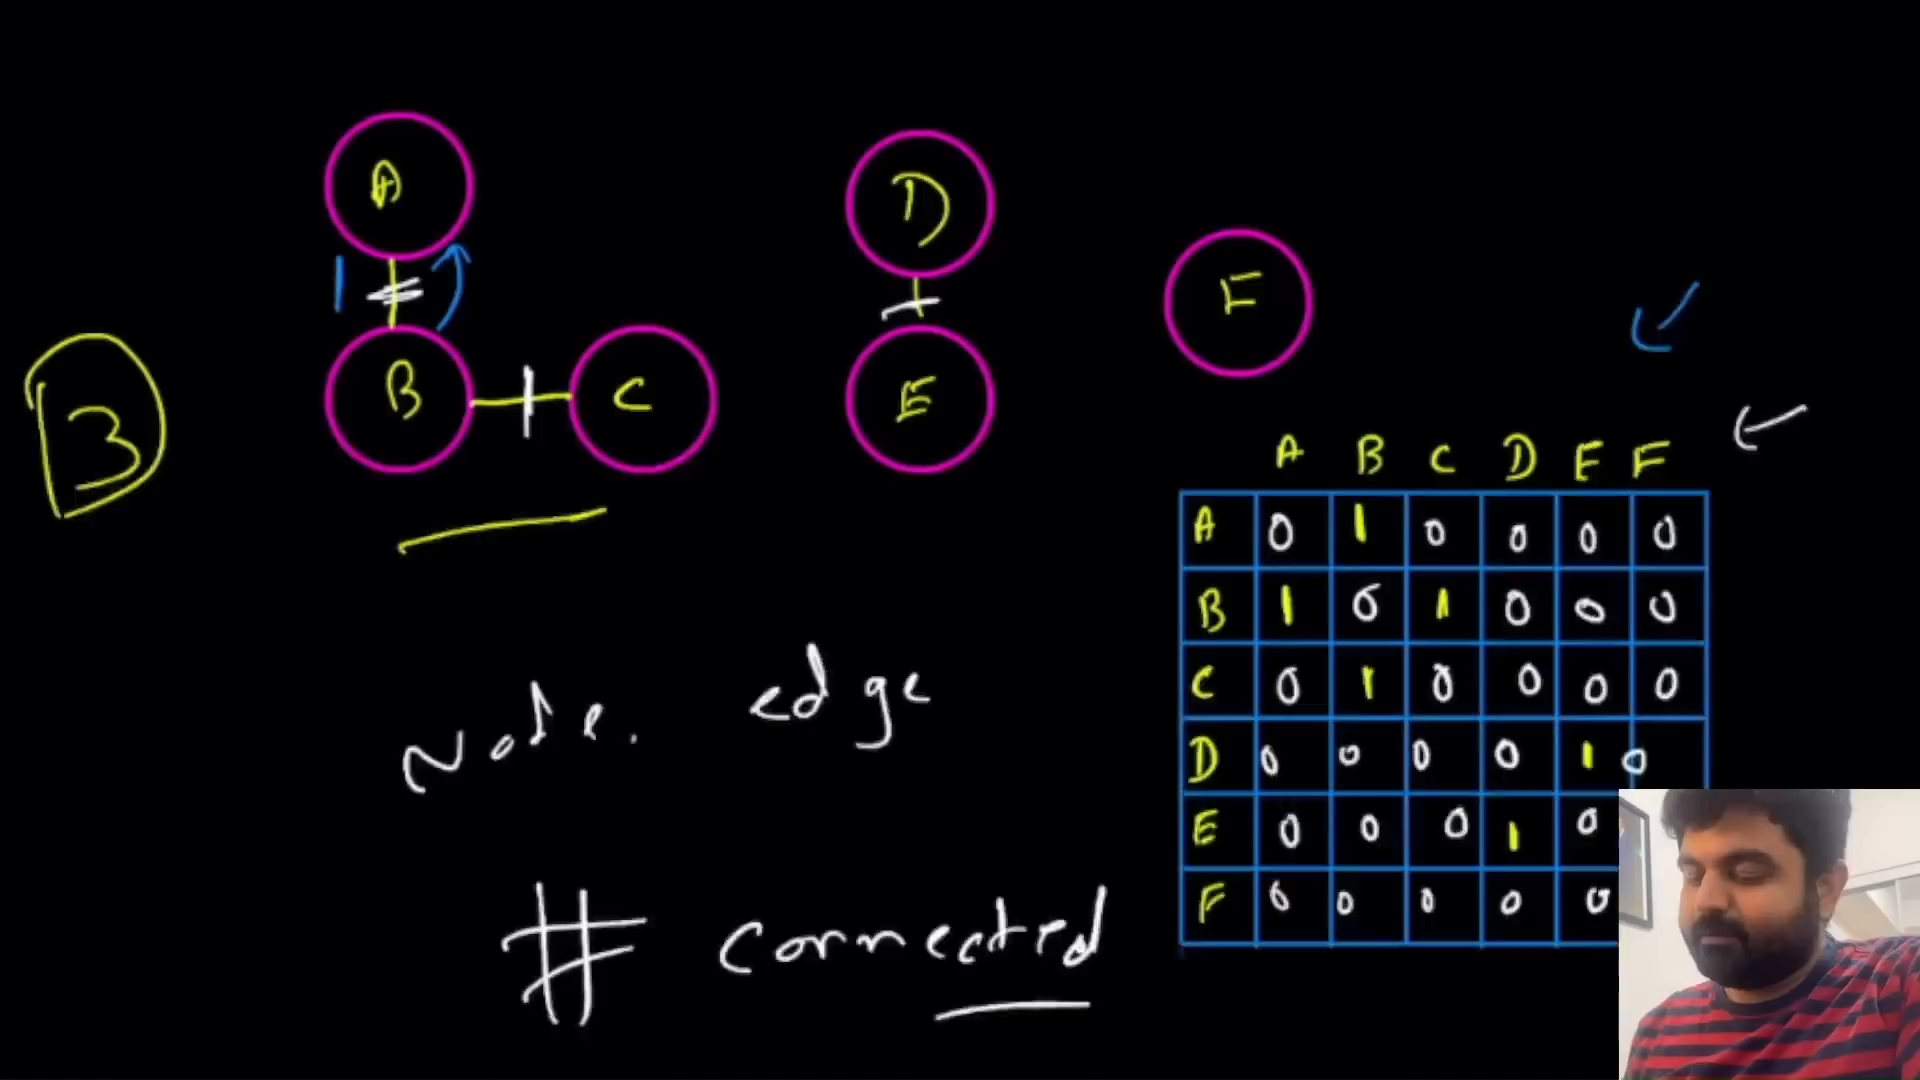 A
D
F
1
B
C
E
3
A B C D E F
A 0 1 0 0 0 0
B 1 0 1 0 0 0
C 0 1 0 0 0 0
D 0 0 0 0 1 0
E 0 0 0 1 0
F 0 0 0 0 0
Node. edge
# connected